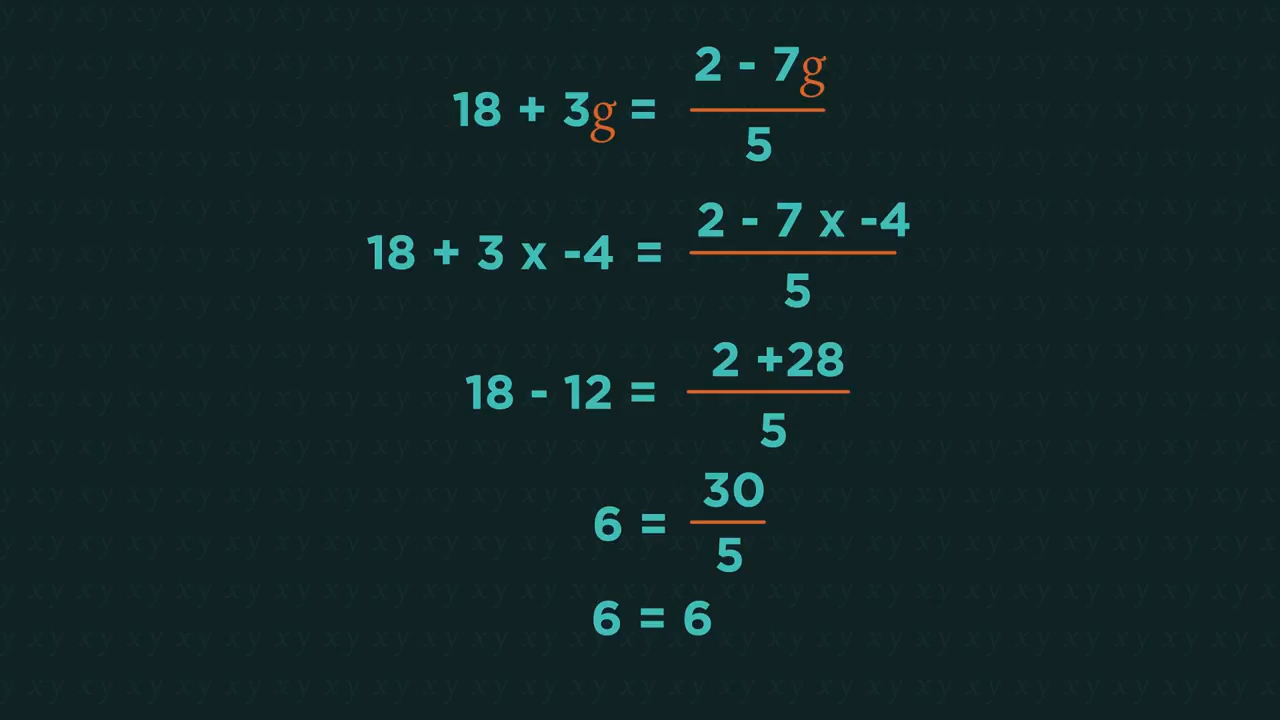 18 + 3g = 2 - 7g / 5
18 + 3 x -4 = 2 - 7 x -4 / 5
18 - 12 = 2 +28 / 5
6 = 30 / 5
6 = 6